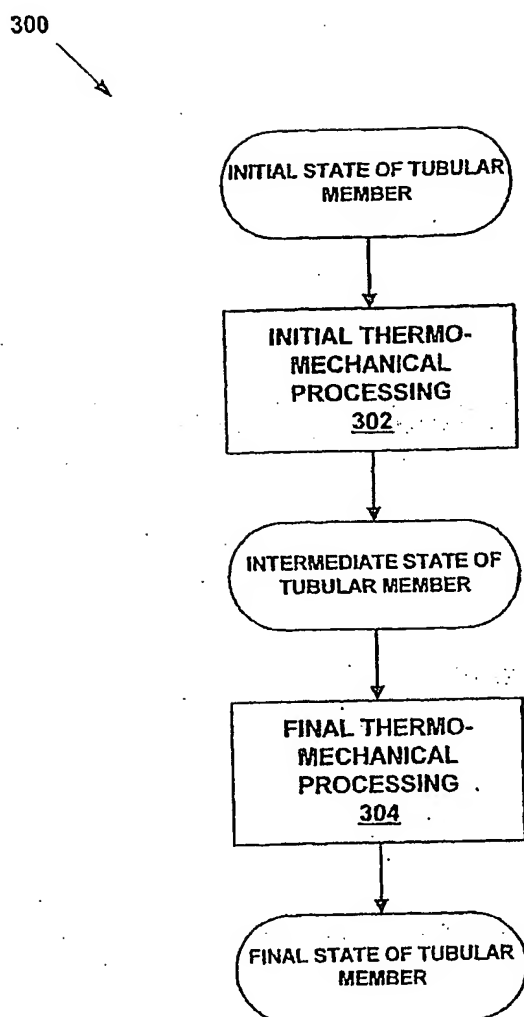 300
INITIAL STATE OF TUBULAR
MEMBER
INITIAL THERMO-
MECHANICAL
PROCESSING
302
INTERMEDIATE STATE OF
TUBULAR MEMBER
FINAL THERMO-
MECHANICAL
PROCESSING
304
FINAL STATE OF TUBULAR
MEMBER